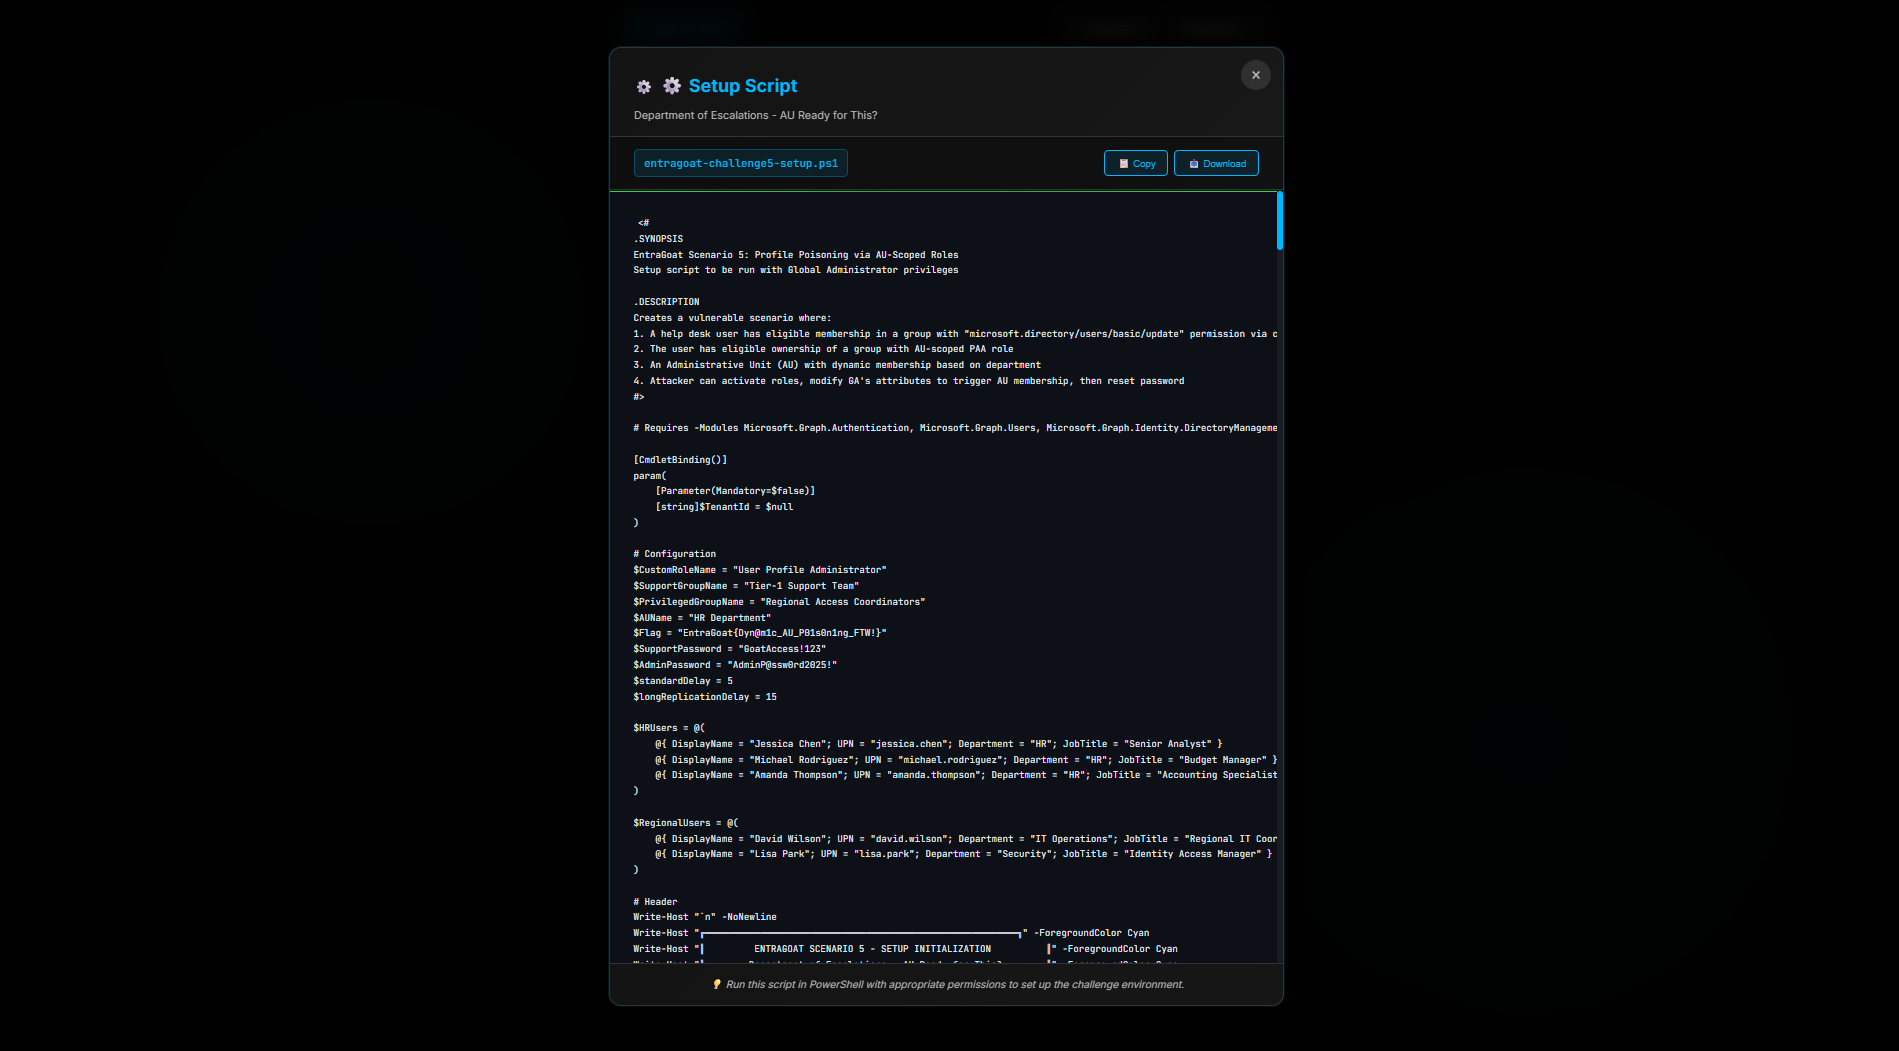 Setup Script
Department of Escalations - AU Ready for This?
entragoat-challenge5-setup.ps1
Copy
Download
<#
.SYNOPSIS
EntraGoat Scenario 5: Profile Poisoning via AU-Scoped Roles
Setup script to be run with Global Administrator privileges
.DESCRIPTION
Creates a vulnerable scenario where:
1. A help desk user has eligible membership in a group with "microsoft.directory/users/basic/update" permission via c
2. The user has eligible ownership of a group with AU-scoped PAA role
3. An Administrative Unit (AU) with dynamic membership based on department
4. Attacker can activate roles, modify GA's attributes to trigger AU membership, then reset password
#>
# Requires -Modules Microsoft.Graph.Authentication, Microsoft.Graph.Users, Microsoft.Graph.Identity.DirectoryManageme
[CmdletBinding()]
param(
    [Parameter(Mandatory=$false)]
    [string]$TenantId = $null
)
# Configuration
$CustomRoleName = "User Profile Administrator"
$SupportGroupName = "Tier-1 Support Team"
$PrivilegedGroupName = "Regional Access Coordinators"
$AUName = "HR Department"
$Flag = "EntraGoat{Dyn@m1c_AU_P01s0n1ng_FTW!}"
$SupportPassword = "GoatAccess!123"
$AdminPassword = "AdminP@ssw0rd2025!"
$standardDelay = 5
$longReplicationDelay = 15
$HRUsers = @(
    @{ DisplayName = "Jessica Chen"; UPN = "jessica.chen"; Department = "HR"; JobTitle = "Senior Analyst" }
    @{ DisplayName = "Michael Rodriguez"; UPN = "michael.rodriguez"; Department = "HR"; JobTitle = "Budget Manager" }
    @{ DisplayName = "Amanda Thompson"; UPN = "amanda.thompson"; Department = "HR"; JobTitle = "Accounting Specialist
)
$RegionalUsers = @(
    @{ DisplayName = "David Wilson"; UPN = "david.wilson"; Department = "IT Operations"; JobTitle = "Regional IT Coor
    @{ DisplayName = "Lisa Park"; UPN = "lisa.park"; Department = "Security"; JobTitle = "Identity Access Manager" }
)
# Header
Write-Host "`n" -NoNewline
Write-Host "╔═══════════════════════════════════════════════════════╗" -ForegroundColor Cyan
Write-Host "║         ENTRAGOAT SCENARIO 5 - SETUP INITIALIZATION          ║" -ForegroundColor Cyan
Run this script in PowerShell with appropriate permissions to set up the challenge environment.